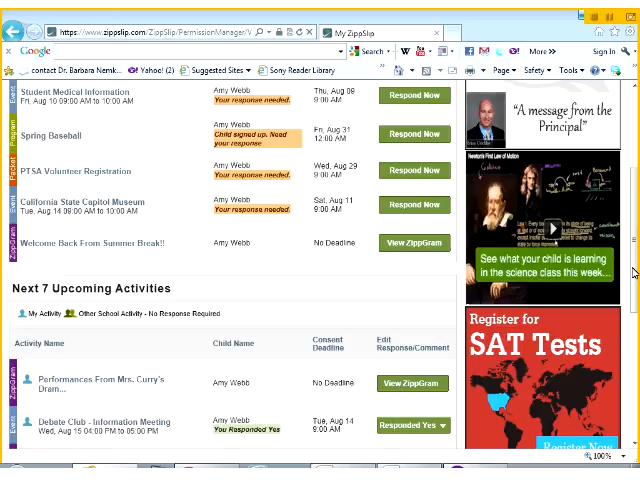 https://www.zippslip.com/ZippSlip/PermissionManager/V
My ZippSlip
Google
Search
More >>
Sign In
contact Dr. Barbara Nemk...
Yahoo! (2)
Suggested Sites
Sony Reader Library
Page
Safety
Tools
Event
Student Medical Information
Fri, Aug 10 09:00 AM to 10:00 AM
Amy Webb
Your response needed.
Thu, Aug 09
9:00 AM
Respond Now
Program
Spring Baseball
Amy Webb
Child signed up. Need
your response
Fri, Aug 31
12:00 AM
Respond Now
Packet
PTSA Volunteer Registration
Amy Webb
Your response needed.
Wed, Aug 29
9:00 AM
Respond Now
Event
California State Capitol Museum
Tue, Aug 14 09:00 AM to 09:00 AM
Amy Webb
Your response needed.
Sat, Aug 11
9:00 AM
Respond Now
ZippGram
Welcome Back From Summer Break!!
Amy Webb
No Deadline
View ZippGram
Next 7 Upcoming Activities
My Activity
Other School Activity - No Response Required
Activity Name
Child Name
Consent
Deadline
Edit
Response/Comment
ZippGram
Performances From Mrs. Curry's
Dram...
Amy Webb
No Deadline
View ZippGram
Event
Debate Club - Information Meeting
Wed, Aug 15 04:00 PM to 05:00 PM
Amy Webb
You Responded Yes
Tue, Aug 14
9:00 AM
Responded Yes
"A message from the
Principal"
Newton's First Law of Motion
See what your child is learning
in the science class this week...
Register for
SAT Tests
Register Now
100%